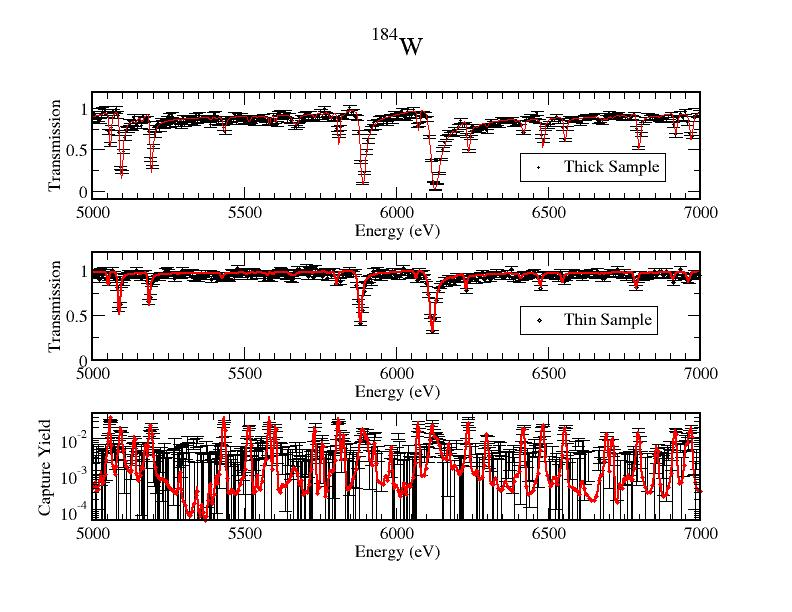 184W
Transmission
1
0.5
0
Thick Sample
5000 5500 6000 6500 7000
Energy (eV)
Transmission
1
0.5
0
Thin Sample
5000 5500 6000 6500 7000
Energy (eV)
Capture Yield
10-2
10-3
10-4
5000 5500 6000 6500 7000
Energy (eV)